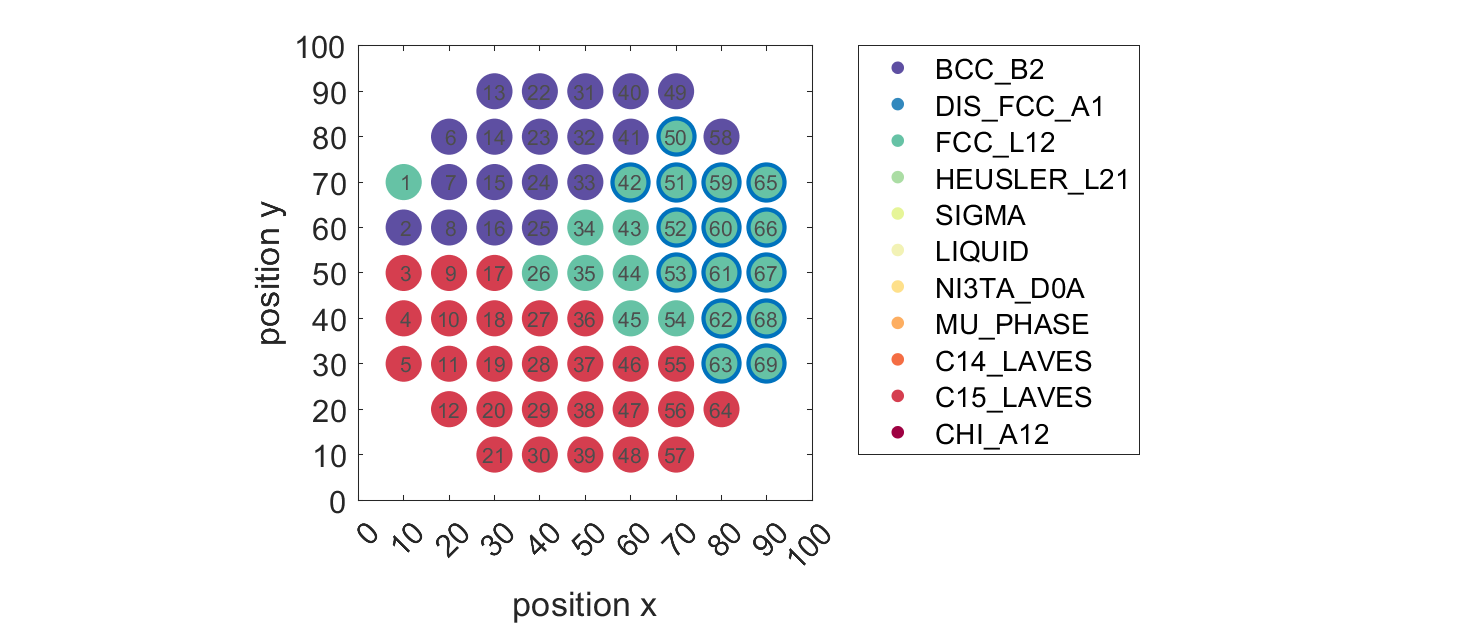 100
90 13 22 31 40 49
80 6 14 23 32 41 50 58
70 1 7 15 24 33 42 51 59 65
60 2 8 16 25 34 43 52 60 66
50 3 9 17 26 35 44 53 61 67
40 4 10 18 27 36 45 54 62 68
30 5 11 19 28 37 46 55 63 69
20 12 20 29 38 47 56 64
10 21 30 39 48 57
0
0 10 20 30 40 50 60 70 80 90 100
position x
position y
BCC_B2
DIS_FCC_A1
FCC_L12
HEUSLER_L21
SIGMA
LIQUID
NI3TA_D0A
MU_PHASE
C14_LAVES
C15_LAVES
CHI_A12